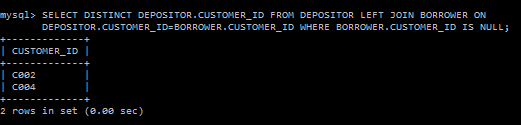 mysql> SELECT DISTINCT DEPOSITOR.CUSTOMER_ID FROM DEPOSITOR LEFT JOIN BORROWER ON
DEPOSITOR.CUSTOMER_ID=BORROWER.CUSTOMER_ID WHERE BORROWER.CUSTOMER_ID IS NULL;
+-------------+
| CUSTOMER_ID |
+-------------+
| C002        |
| C004        |
+-------------+
2 rows in set (0.00 sec)